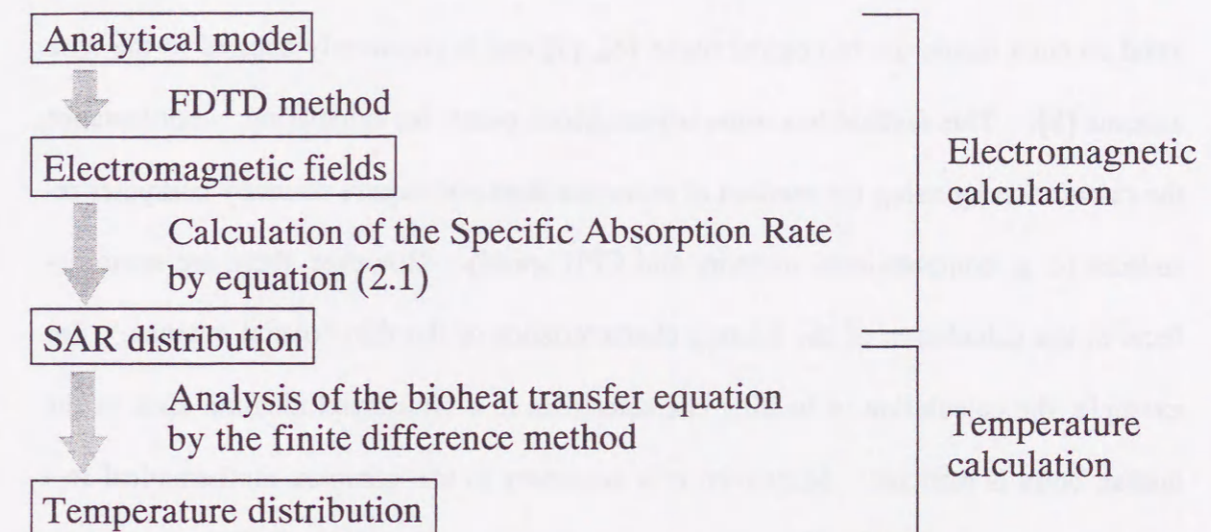 Analytical model
FDTD method
Electromagnetic fields
Calculation of the Specific Absorption Rate
by equation (2.1)
SAR distribution
Analysis of the bioheat transfer equation
by the finite difference method
Temperature distribution
Electromagnetic
calculation
Temperature
calculation